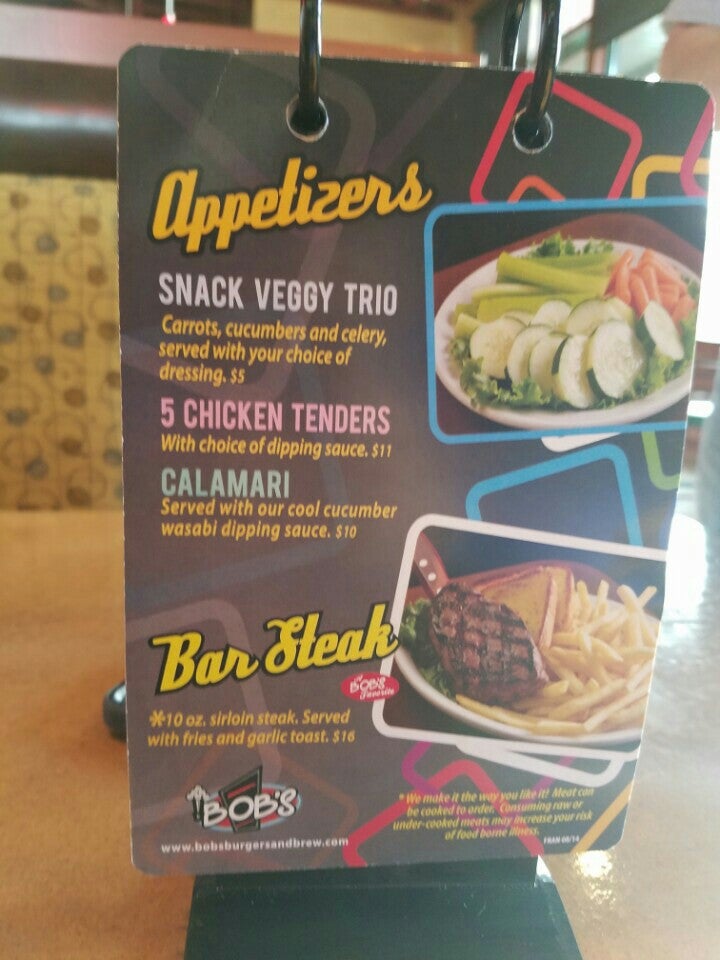 Appetizers
SNACK VEGGY TRIO
Carrots, cucumbers and celery,
served with your choice of
dressing. $5
5 CHICKEN TENDERS
With choice of dipping sauce. $11
CALAMARI
Served with our cool cucumber
wasabi dipping sauce. $10
Bar Steak
A
BOB'S
Favorite
*10 oz. sirloin steak. Served
with fries and garlic toast. $16
BOB'S
www.bobsburgersandbrew.com
* We make it the way you like it! Meat can
be cooked to order. Consuming raw or
under-cooked meats may increase your risk
of food borne illness.
FHAN 08/14